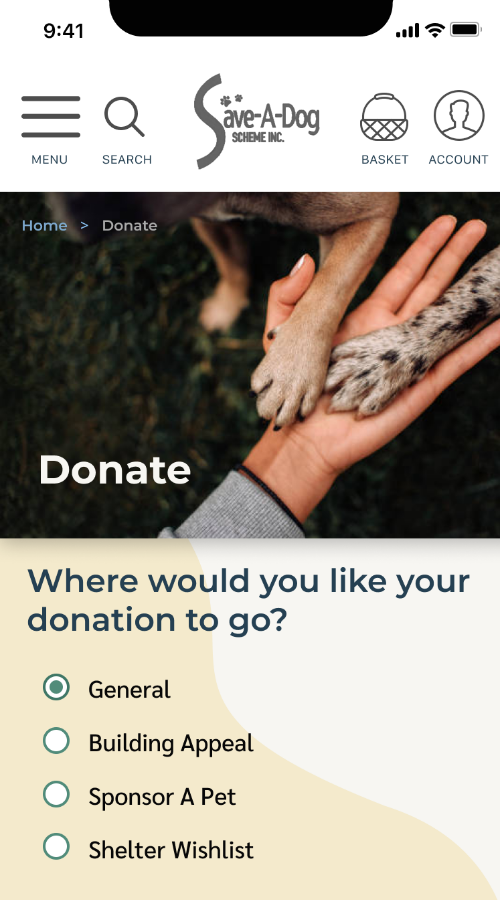 9:41
MENU
SEARCH
Save-A-Dog
SCHEME INC.
BASKET
ACCOUNT
Home > Donate
Donate
Where would you like your
donation to go?
General
Building Appeal
Sponsor A Pet
Shelter Wishlist